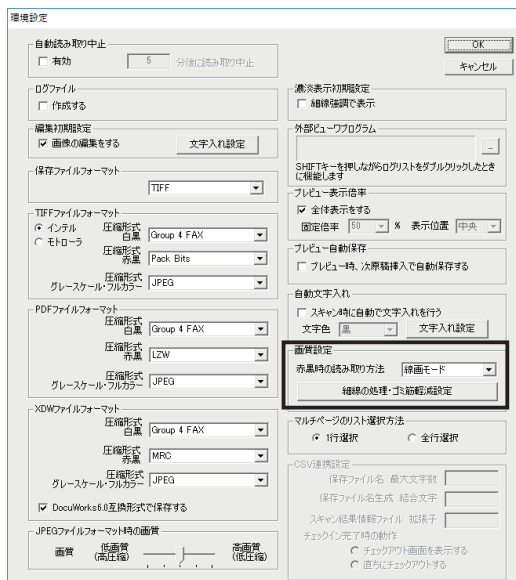 環境設定
自動読み取り中止
有効
5
分後に読み取り中止
ログファイル
作成する
編集初期設定
画像の編集をする
文字入れ設定
保存ファイルフォーマット
TIFF
TIFFファイルフォーマット
インテル
モトローラ
圧縮形式
白黒
Group 4 FAX
圧縮形式
赤黒
Pack Bits
圧縮形式
グレースケール・フルカラー
JPEG
PDFファイルフォーマット
圧縮形式
白黒
Group 4 FAX
圧縮形式
赤黒
LZW
圧縮形式
グレースケール・フルカラー
JPEG
XDWファイルフォーマット
圧縮形式
白黒
Group 4 FAX
圧縮形式
赤黒
MRC
圧縮形式
グレースケール・フルカラー
JPEG
DocuWorks6.0互換形式で保存する
JPEGファイルフォーマット時の画質
画質
低画質
(高圧縮)
高画質
(低圧縮)
OK
キャンセル
濃淡表示初期設定
細線強調で表示
外部ビューワプログラム
...
SHIFTキーを押しながらログリストをダブルクリックしたとき
に機能します
プレビュー表示倍率
全体表示をする
固定倍率 50 % 表示位置 中央
プレビュー自動保存
プレビュー時、次原稿挿入で自動保存する
自動文字入れ
スキャン時に自動で文字入れを行う
文字色 黒 文字入れ設定
画質設定
赤黒時の読み取り方法 線画モード
細線の処理・ゴミ筋軽減設定
マルチページのリスト選択方法
1行選択 全行選択
CSV連携設定
保存ファイル名 最大文字数
保存ファイル名生成 結合文字
スキャン結果情報ファイル 拡張子
チェックイン完了時の動作
チェックアウト画面を表示する
直ちにチェックアウトする